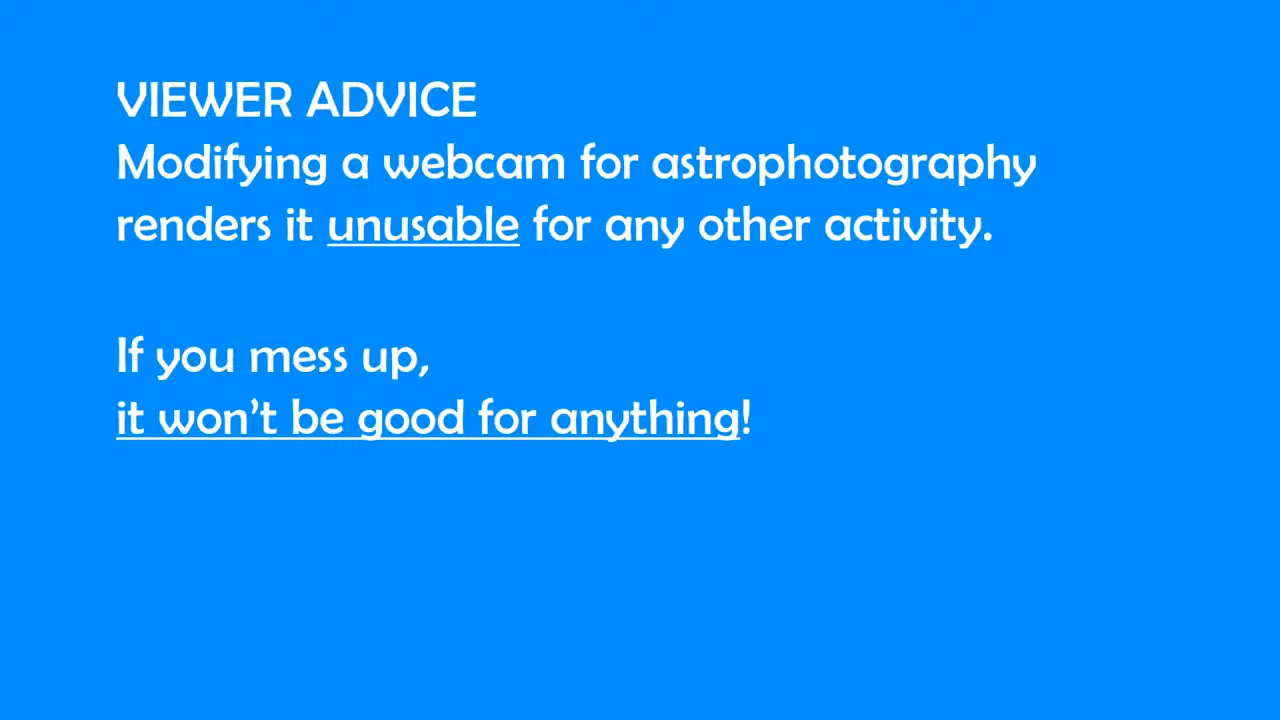 VIEWER ADVICE
Modifying a webcam for astrophotography
renders it unusable for any other activity.
If you mess up,
it won’t be good for anything!